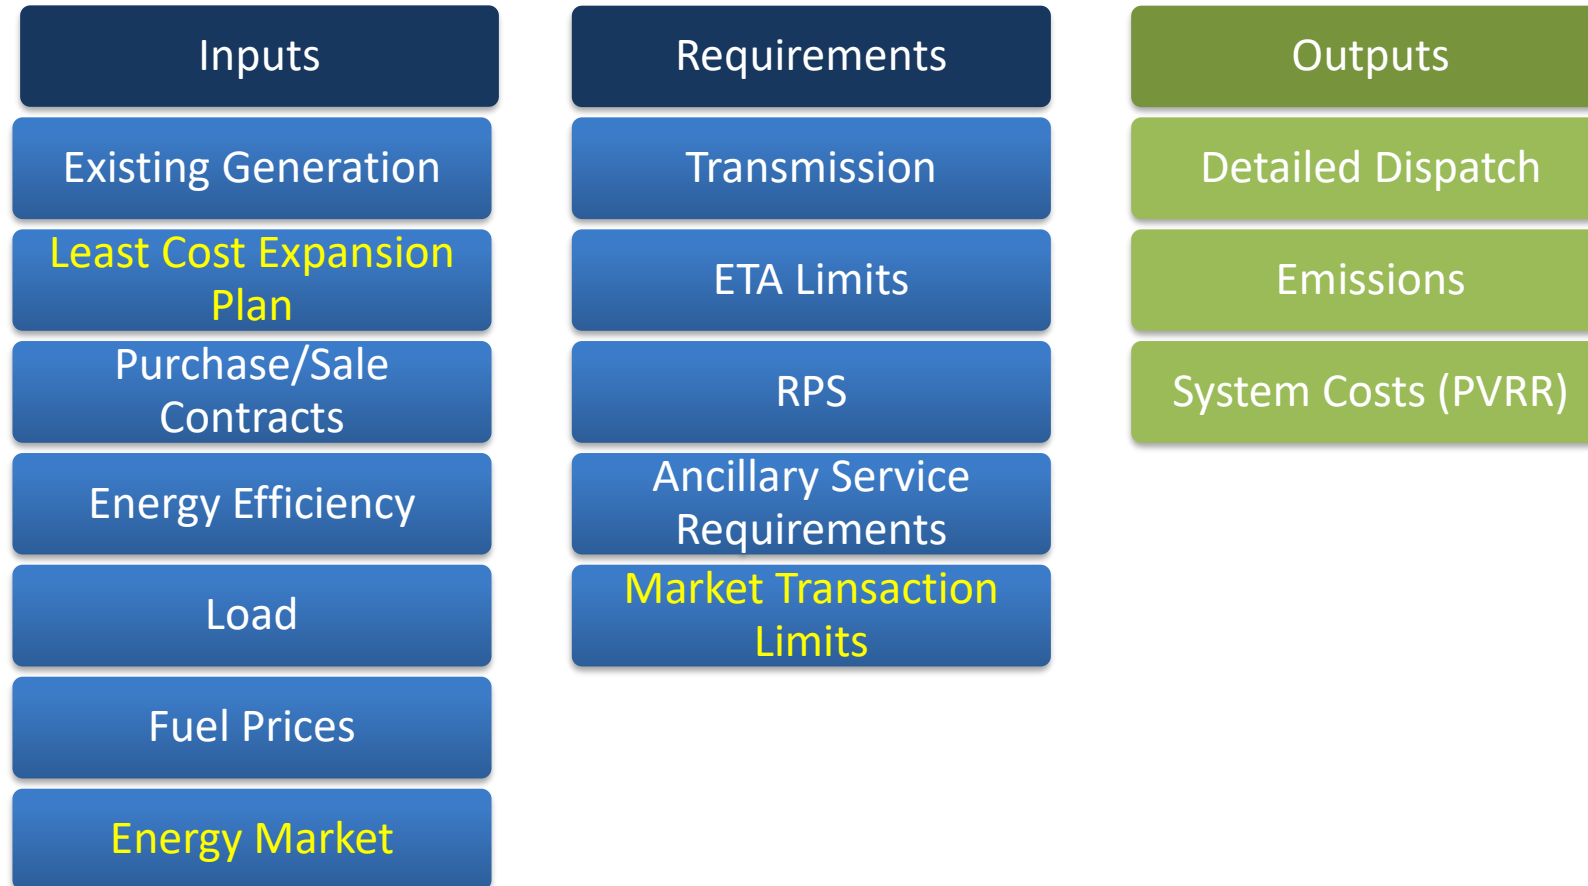 Inputs
Existing Generation
Least Cost Expansion
Plan
Purchase/Sale
Contracts
Energy Efficiency
Load
Fuel Prices
Energy Market
Requirements
Transmission
ETA Limits
RPS
Ancillary Service
Requirements
Market Transaction
Limits
Outputs
Detailed Dispatch
Emissions
System Costs (PVRR)